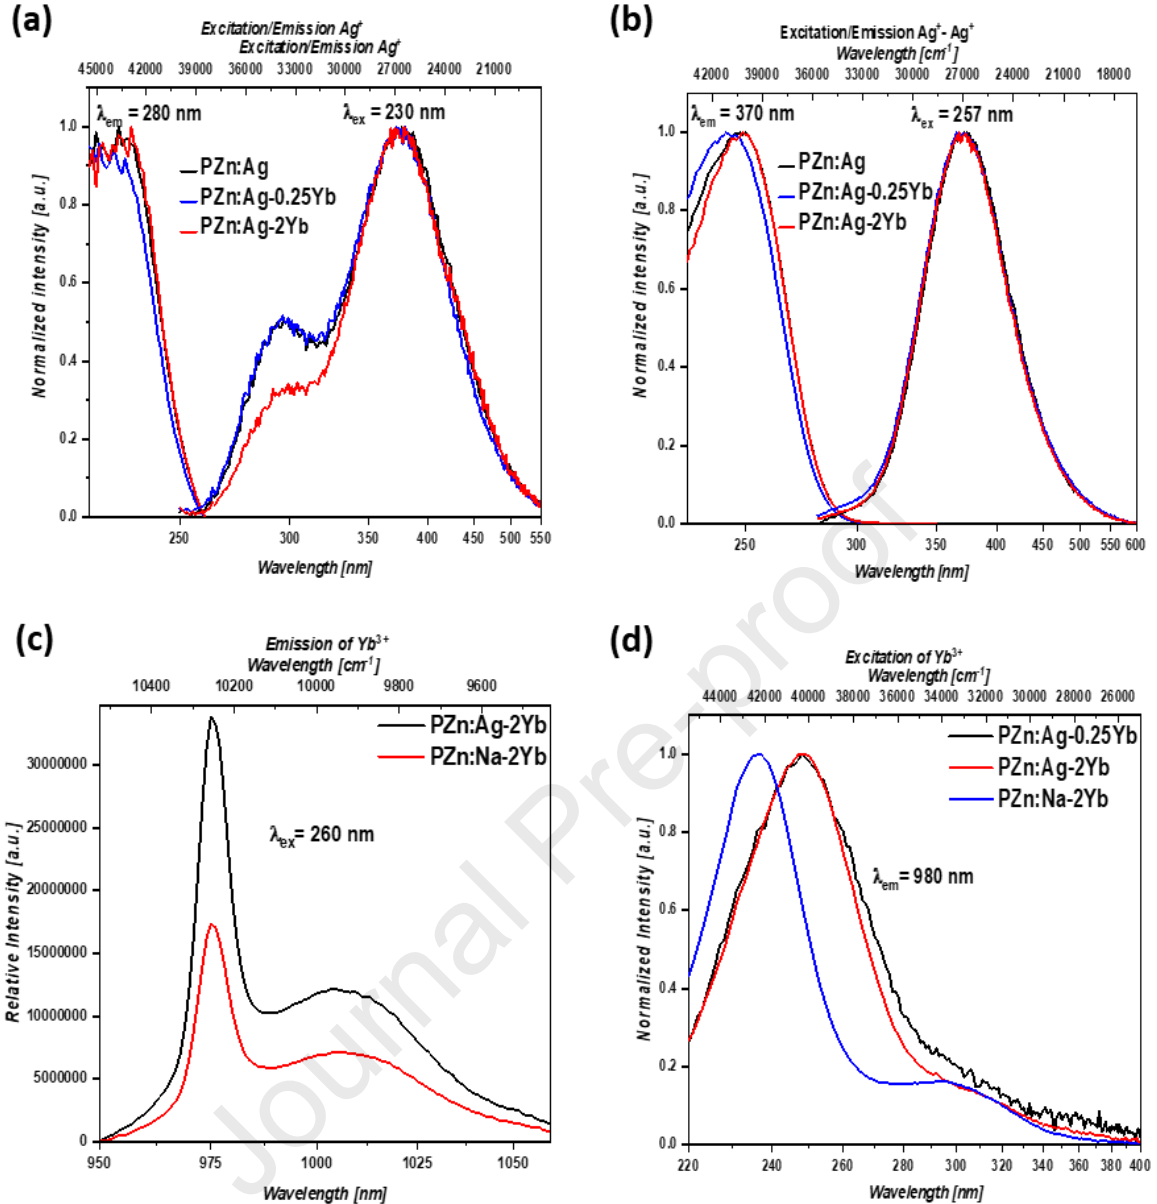 (a)
Excitation/Emission Ag+
Excitation/Emission Ag+
45000 42000 39000 36000 33000 30000 27000 24000 21000
λem = 280 nm
λex = 230 nm
PZn:Ag
PZn:Ag-0.25Yb
PZn:Ag-2Yb
Normalized intensity [a.u.]
1.0
0.8
0.6
0.4
0.2
0.0
250 300 350 400 450 500 550
Wavelength [nm]
(b)
Excitation/Emission Ag+- Ag+
Wavelength [cm-1]
42000 39000 36000 33000 30000 27000 24000 21000 18000
λem = 370 nm
λex = 257 nm
PZn:Ag
PZn:Ag-0.25Yb
PZn:Ag-2Yb
Normalized intensity [a.u.]
1.0
0.8
0.6
0.4
0.2
0.0
250 300 350 400 450 500 550 600
Wavelength [nm]
(c)
Emission of Yb3+
Wavelength [cm-1]
10400 10200 10000 9800 9600
PZn:Ag-2Yb
PZn:Na-2Yb
λex = 260 nm
Relative Intensity [a.u.]
30000000
25000000
20000000
15000000
10000000
5000000
0
950 975 1000 1025 1050
Wavelength [nm]
(d)
Excitation of Yb3+
Wavelength [cm-1]
44000 42000 40000 38000 36000 34000 32000 30000 28000 26000
PZn:Ag-0.25Yb
PZn:Ag-2Yb
PZn:Na-2Yb
λem = 980 nm
Normalized Intensity [a.u.]
1.0
0.8
0.6
0.4
0.2
0.0
220 240 260 280 300 320 340 360 380 400
Wavelength [nm]
Journal Pre-proof